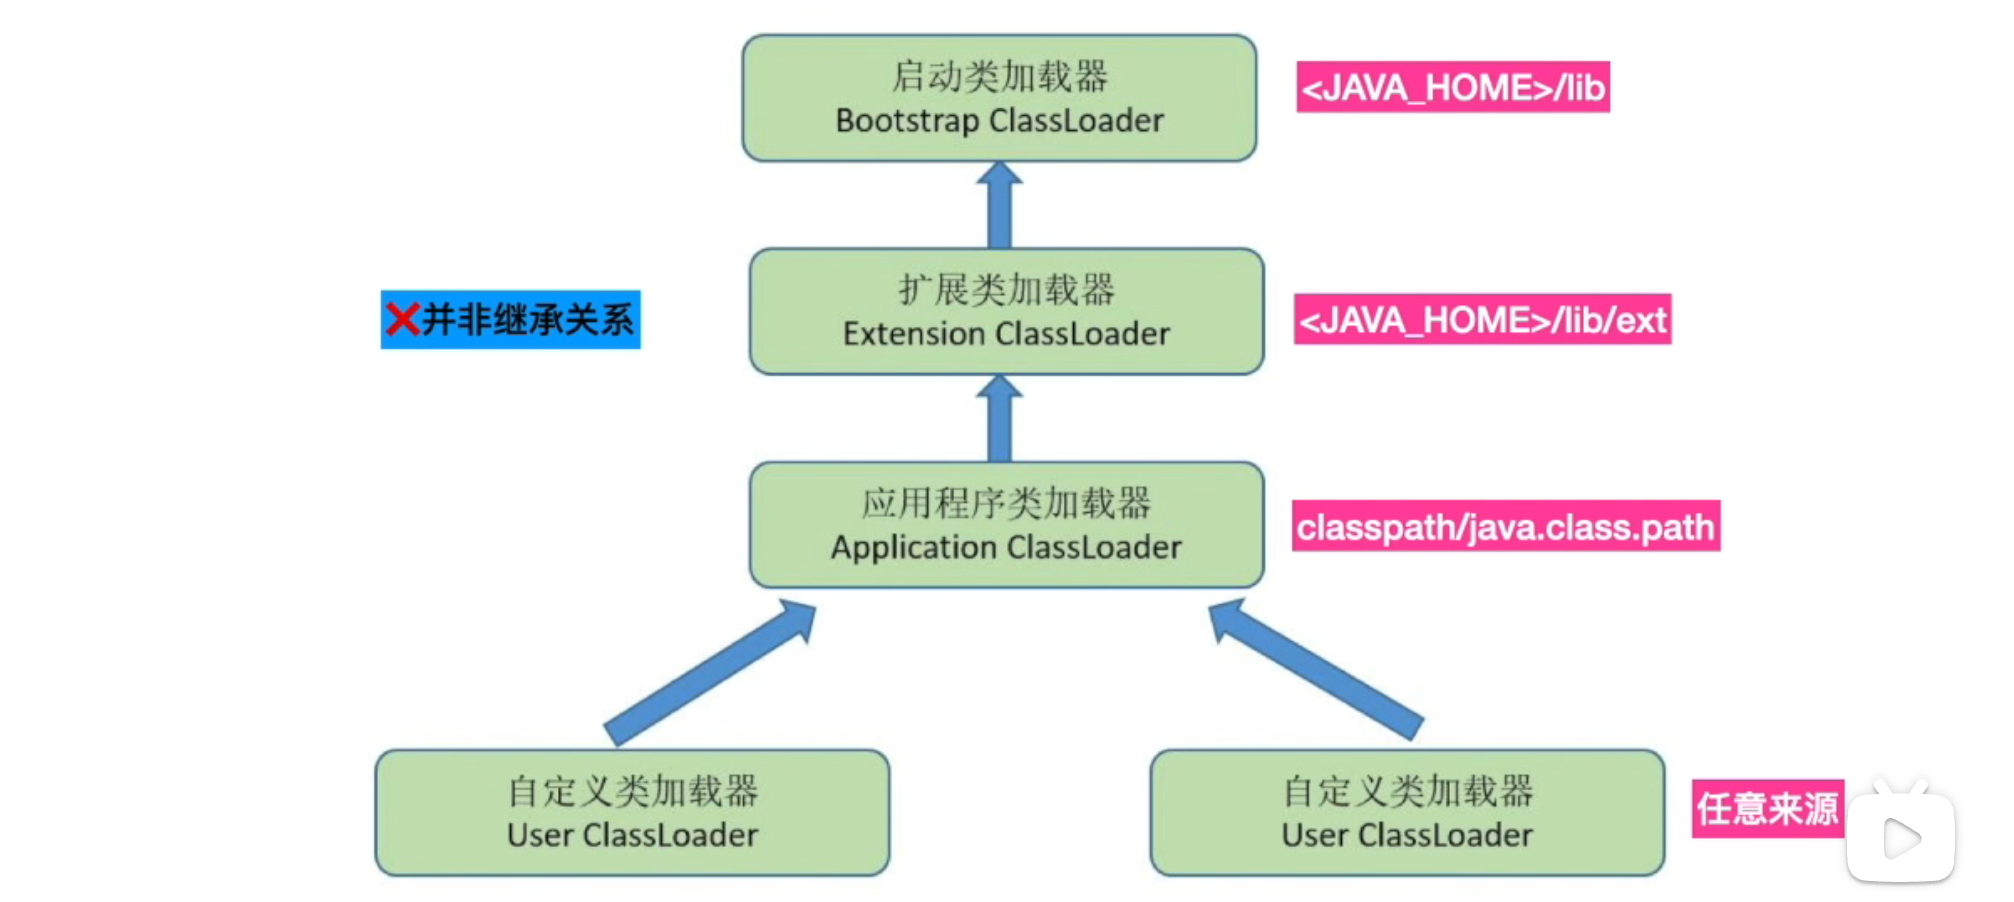 启动类加载器
Bootstrap ClassLoader
<JAVA_HOME>/lib
❌并非继承关系
扩展类加载器
Extension ClassLoader
<JAVA_HOME>/lib/ext
应用程序类加载器
Application ClassLoader
classpath/java.class.path
自定义类加载器
User ClassLoader
自定义类加载器
User ClassLoader
任意来源